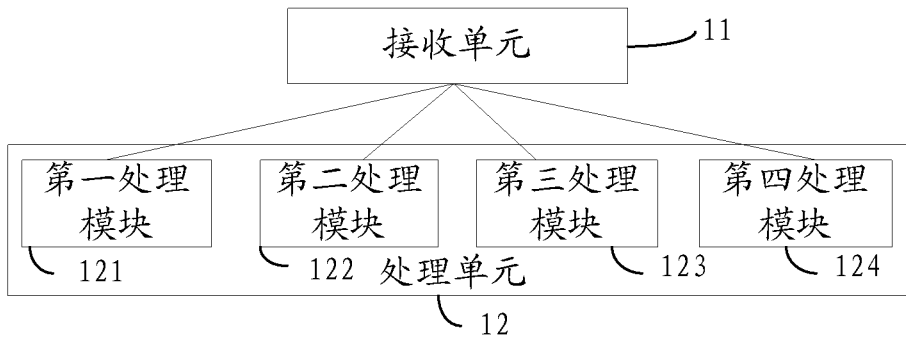 接收单元
11
第一处理
模块
第二处理
模块
第三处理
模块
第四处理
模块
121
122
处理单元
123
124
12